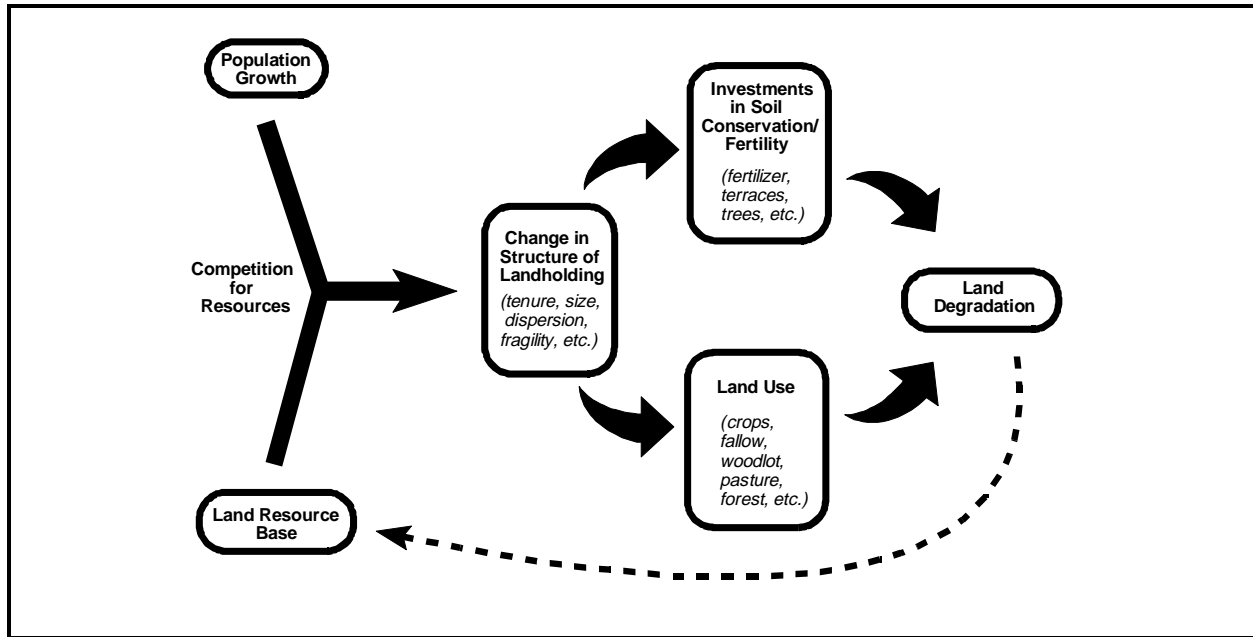 Population
Growth
Competition
for
Resources
Land Resource
Base
Change in
Structure of
Landholding
(tenure, size,
dispersion,
fragility, etc.)
Investments
in Soil
Conservation/
Fertility
(fertilizer,
terraces,
trees, etc.)
Land Use
(crops,
fallow,
woodlot,
pasture,
forest, etc.)
Land
Degradation